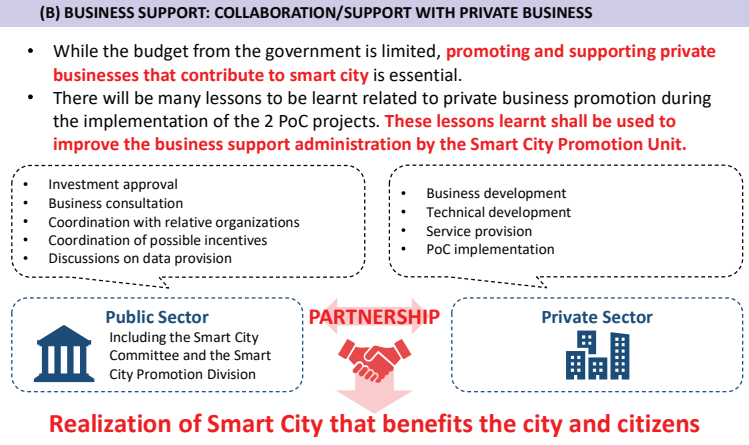 (B) BUSINESS SUPPORT: COLLABORATION/SUPPORT WITH PRIVATE BUSINESS
• While the budget from the government is limited, promoting and supporting private
businesses that contribute to smart city is essential.
• There will be many lessons to be learnt related to private business promotion during
the implementation of the 2 PoC projects. These lessons learnt shall be used to
improve the business support administration by the Smart City Promotion Unit.
• Investment approval
• Business consultation
• Coordination with relative organizations
• Coordination of possible incentives
• Discussions on data provision
• Business development
• Technical development
• Service provision
• PoC implementation
Public Sector
Including the Smart City
Committee and the Smart
City Promotion Division
PARTNERSHIP
Private Sector
Realization of Smart City that benefits the city and citizens